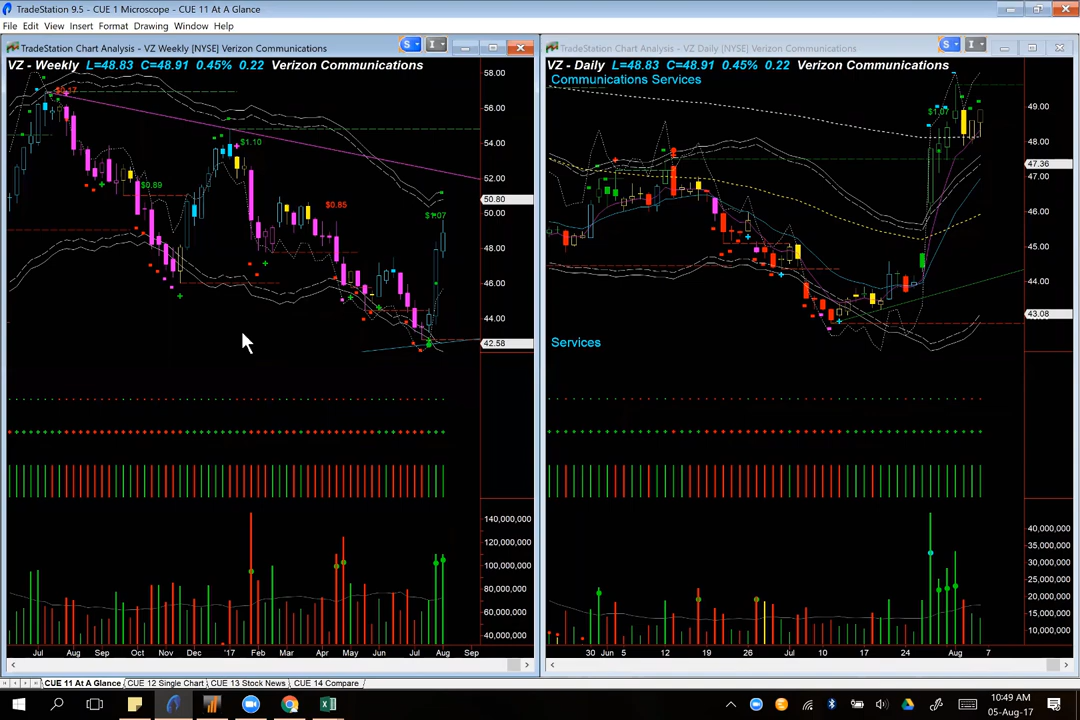 TradeStation 9.5 - CUE 1 Microscope - CUE 11 At A Glance
File Edit View Insert Format Drawing Window Help
TradeStation Chart Analysis - VZ Weekly [NYSE] Verizon Communications
VZ - Weekly L=48.83 C=48.91 0.45% 0.22 Verizon Communications
58.00
56.00
54.00
52.00
50.80
50.00
48.00
46.00
44.00
42.58
$1.10
$0.89
$0.85
$1.07
140,000,000
120,000,000
100,000,000
80,000,000
60,000,000
40,000,000
Jul Aug Sep Oct Nov Dec '17 Feb Mar Apr May Jun Jul Aug Sep
TradeStation Chart Analysis - VZ Daily [NYSE] Verizon Communications
VZ - Daily L=48.83 C=48.91 0.45% 0.22 Verizon Communications
Communications Services
$1.07
49.00
48.00
47.36
47.00
46.00
45.00
44.00
43.08
Services
40,000,000
35,000,000
30,000,000
25,000,000
20,000,000
15,000,000
10,000,000
30 Jun 5 12 19 26 Jul 10 24 Aug 7
CUE 11 At A Glance CUE 12 Single Chart CUE 13 Stock News CUE 14 Compare
10:49 AM
05-Aug-17